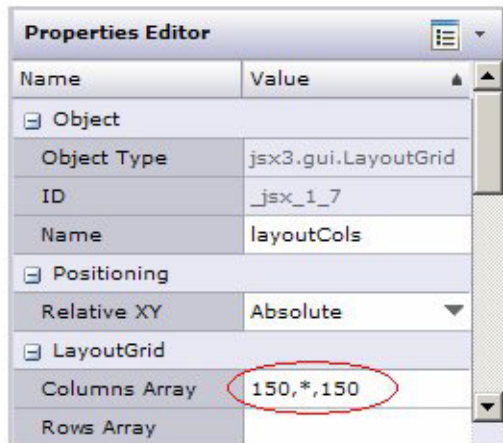 Properties Editor
Name Value
Object
Object Type jsx3.gui.LayoutGrid
ID _jsx_1_7
Name layoutCols
Positioning
Relative XY Absolute
LayoutGrid
Columns Array 150,*,150
Rows Array